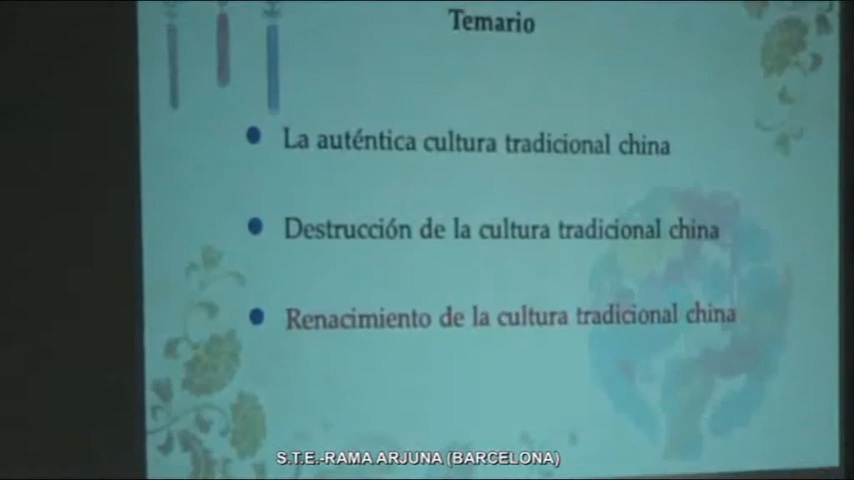 Temario
La auténtica cultura tradicional china
Destrucción de la cultura tradicional china
Renacimiento de la cultura tradicional china
S.T.E.-RAMA ARJUNA (BARCELONA)